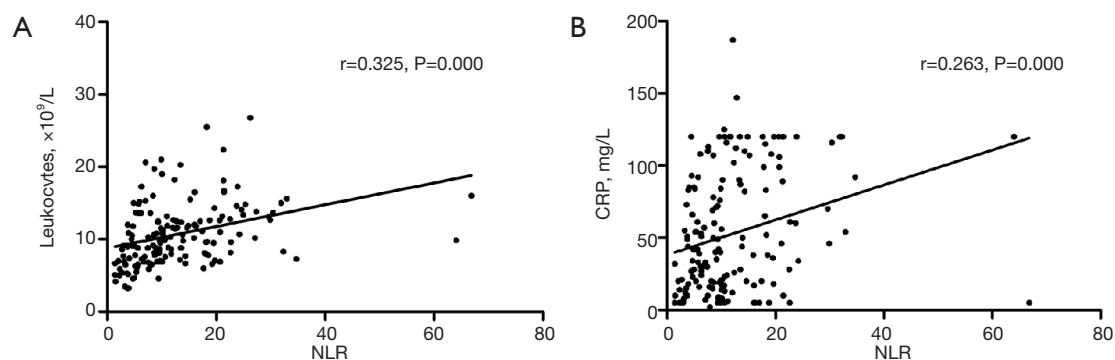 A
40
30
20
10
0
Leukocvtes, ×10⁹/L
r=0.325, P=0.000
0 20 40 60 80
NLR
B
200
150
100
50
0
CRP, mg/L
r=0.263, P=0.000
0 20 40 60 80
NLR